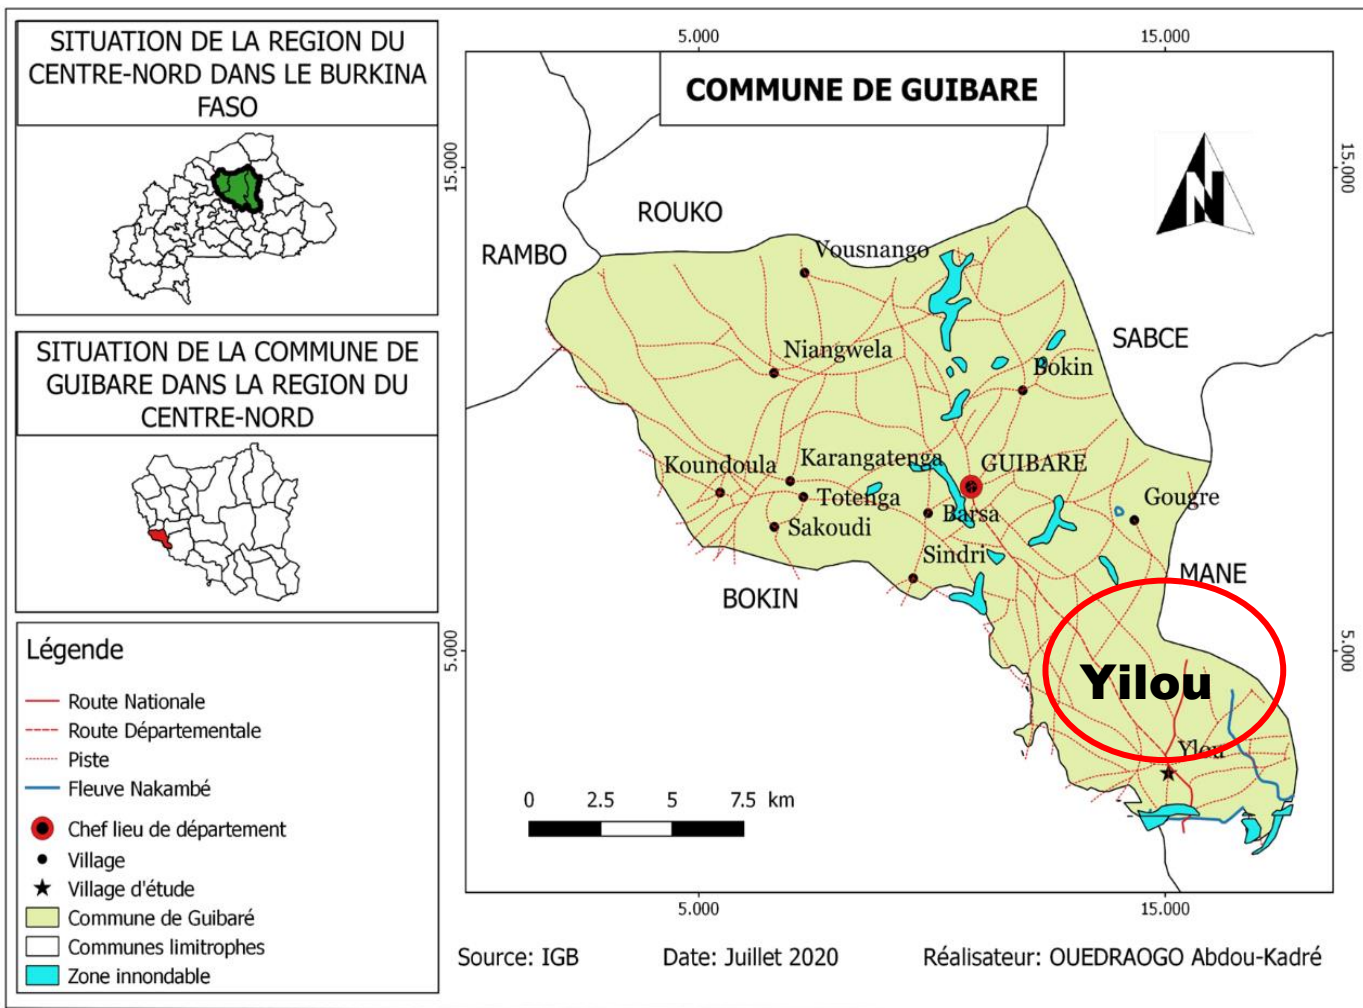 SITUATION DE LA REGION DU
CENTRE-NORD DANS LE BURKINA
FASO
SITUATION DE LA COMMUNE DE
GUIBARE DANS LA REGION DU
CENTRE-NORD
Légende
Route Nationale
Route Départementale
Piste
Fleuve Nakambé
Chef lieu de département
Village
Village d'étude
Commune de Guibaré
Communes limitrophes
Zone innondable
5.000 15.000
COMMUNE DE GUIBARE
15.000 15.000
N
ROUKO
RAMBO
Vousnango
SABCE
Niangwela
Bokin
Koundoula
Karangatenga
GUIBARE
Totenga
Gougre
Barsa
Sakoudi
Sindri
MANE
BOKIN
5.000 5.000
Yilou
Ylou
0 2.5 5 7.5 km
5.000 15.000
Source: IGB Date: Juillet 2020 Réalisateur: OUEDRAOGO Abdou-Kadré